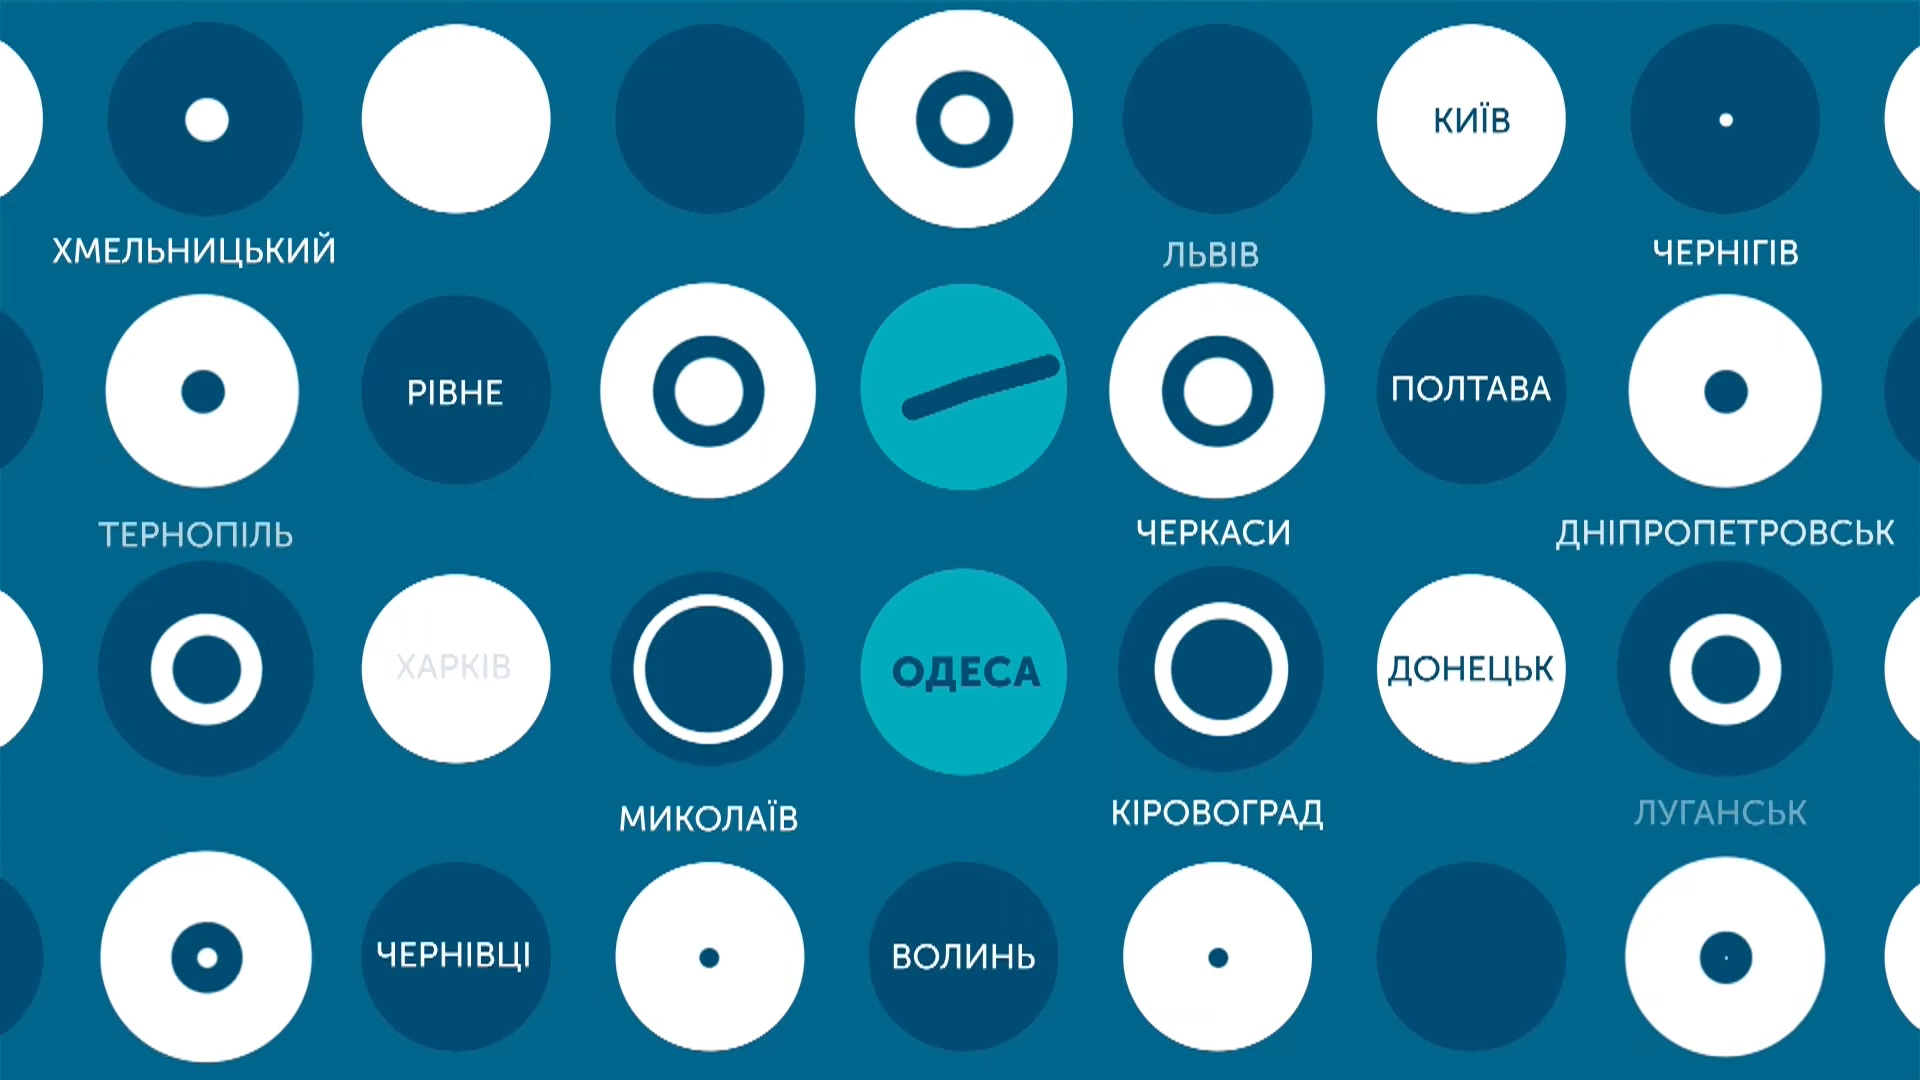 КИЇВ
ХМЕЛЬНИЦЬКИЙ
ЛЬВІВ
ЧЕРНІГІВ
РІВНЕ
ПОЛТАВА
ТЕРНОПІЛЬ
ЧЕРКАСИ
ДНІПРОПЕТРОВСЬК
ХАРКІВ
ОДЕСА
ДОНЕЦЬК
МИКОЛАЇВ
КІРОВОГРАД
ЛУГАНСЬК
ЧЕРНІВЦІ
ВОЛИНЬ